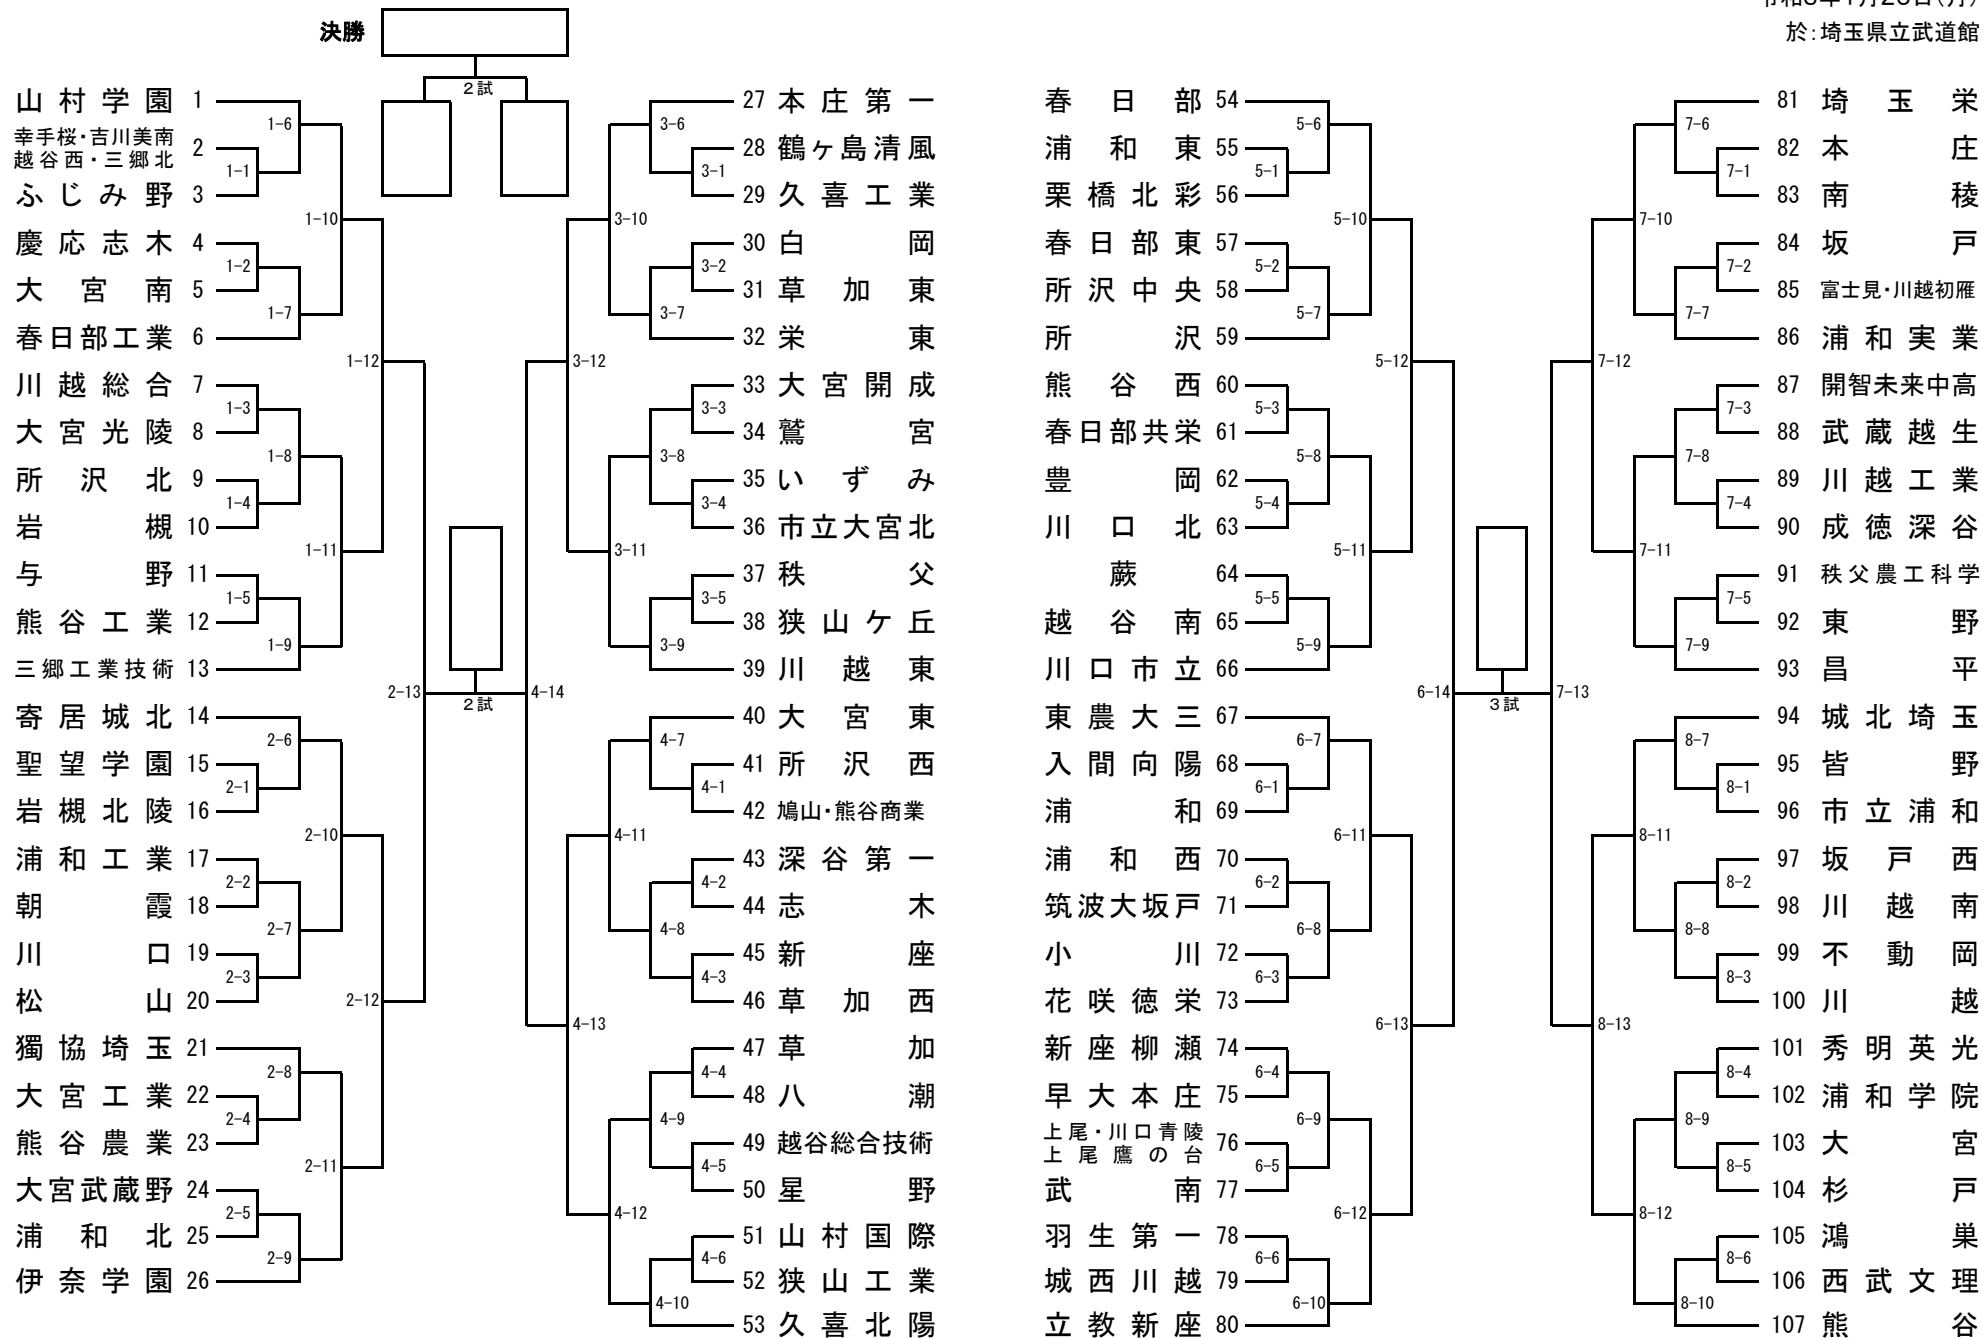 於：埼玉県立武道館
決勝
2試
山村学園 1
幸手桜・吉川美南
越谷西・三郷北 2
ふじみ野 3
慶応志木 4
大宮南 5
春日部工業 6
川越総合 7
大宮光陵 8
所沢北 9
岩槻 10
与野 11
熊谷工業 12
三郷工業技術 13
寄居城北 14
聖望学園 15
岩槻北陵 16
浦和工業 17
朝霞 18
川口 19
松山 20
獨協埼玉 21
大宮工業 22
熊谷農業 23
大宮武蔵野 24
浦和北 25
伊奈学園 26
1-6
1-1
1-10
1-2
1-7
1-12
1-3
1-8
1-4
1-11
1-5
1-9
2-13
2試
4-14
2-6
2-1
2-10
2-2
2-7
2-3
2-12
2-8
2-4
2-11
2-5
2-9
27 本庄第一
28 鶴ヶ島清風
29 久喜工業
30 白岡
31 草加東
32 栄東
33 大宮開成
34 鷲宮
35 いずみ
36 市立大宮北
37 秩父
38 狭山ケ丘
39 川越東
40 大宮東
41 所沢西
42 鳩山・熊谷商業
43 深谷第一
44 志木
45 新座
46 草加西
47 草加
48 八潮
49 越谷総合技術
50 星野
51 山村国際
52 狭山工業
53 久喜北陽
3-6
3-1
3-10
3-2
3-7
3-12
3-3
3-8
3-4
3-11
3-5
3-9
4-7
4-1
4-11
4-2
4-8
4-3
4-13
4-4
4-9
4-5
4-12
4-6
4-10
春日部 54
浦和東 55
栗橋北彩 56
春日部東 57
所沢中央 58
所沢 59
熊谷西 60
春日部共栄 61
豊岡 62
川口北 63
蕨 64
越谷南 65
川口市立 66
東農大三 67
入間向陽 68
浦和 69
浦和西 70
筑波大坂戸 71
小川 72
花咲徳栄 73
新座柳瀬 74
早大本庄 75
上尾・川口青陵
上尾鷹の台 76
武南 77
羽生第一 78
城西川越 79
立教新座 80
5-6
5-1
5-10
5-2
5-7
5-12
5-3
5-8
5-4
5-11
5-5
5-9
6-14
3試
7-13
6-7
6-1
6-11
6-2
6-8
6-3
6-13
6-4
6-9
6-5
6-12
6-6
6-10
81 埼玉栄
82 本庄
83 南稜
84 坂戸
85 富士見・川越初雁
86 浦和実業
87 開智未来中高
88 武蔵越生
89 川越工業
90 成徳深谷
91 秩父農工科学
92 東野
93 昌平
94 城北埼玉
95 皆野
96 市立浦和
97 坂戸西
98 川越南
99 不動岡
100 川越
101 秀明英光
102 浦和学院
103 大宮
104 杉戸
105 鴻巣
106 西武文理
107 熊谷
7-6
7-1
7-10
7-2
7-7
7-12
7-3
7-8
7-4
7-11
7-5
7-9
8-7
8-1
8-11
8-2
8-8
8-3
8-13
8-4
8-9
8-5
8-12
8-6
8-10